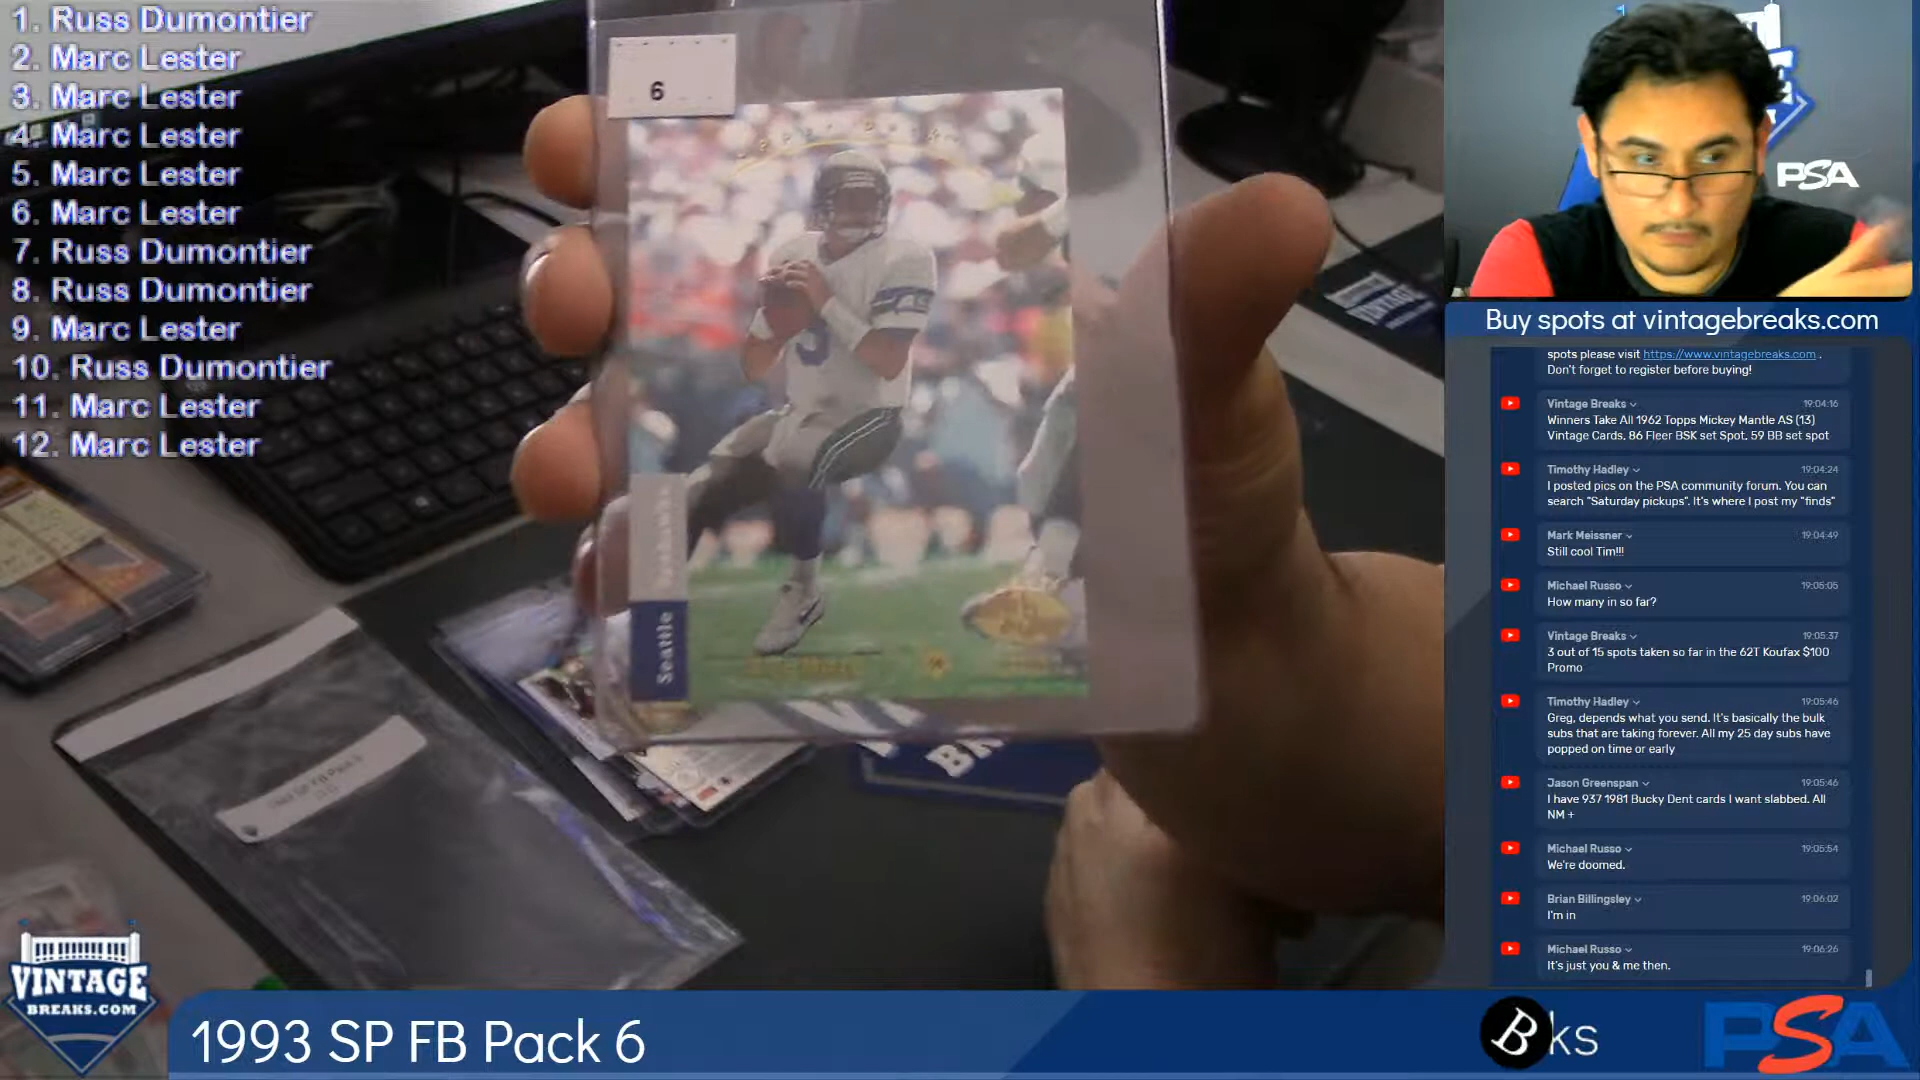 1. Russ Dumontier
2. Marc Lester
3. Marc Lester
4. Marc Lester
5. Marc Lester
6. Marc Lester
7. Russ Dumontier
8. Russ Dumontier
9. Marc Lester
10. Russ Dumontier
11. Marc Lester
12. Marc Lester
6
Seattle
PSA
Buy spots at vintagebreaks.com
spots please visit https://www.vintagebreaks.com .
Don't forget to register before buying!
Vintage Breaks 19:04:16
Winners Take All 1962 Topps Mickey Mantle AS (13)
Vintage Cards, 86 Fleer BSK set Spot, 59 BB set spot
Timothy Hadley 19:04:24
I posted pics on the PSA community forum. You can
search "Saturday pickups". It's where I post my "finds"
Mark Meissner 19:04:49
Still cool Tim!!!
Michael Russo 19:05:05
How many in so far?
Vintage Breaks 19:05:37
3 out of 15 spots taken so far in the 62T Koufax $100
Promo
Timothy Hadley 19:05:46
Greg, depends what you send. It's basically the bulk
subs that are taking forever. All my 25 day subs have
popped on time or early
Jason Greenspan 19:05:46
I have 937 1981 Bucky Dent cards I want slabbed. All
NM +
Michael Russo 19:05:54
We're doomed.
Brian Billingsley 19:06:02
I'm in
Michael Russo 19:06:26
It's just you & me then.
VINTAGE
BREAKS.COM
1993 SP FB Pack 6
B
ks
PSA